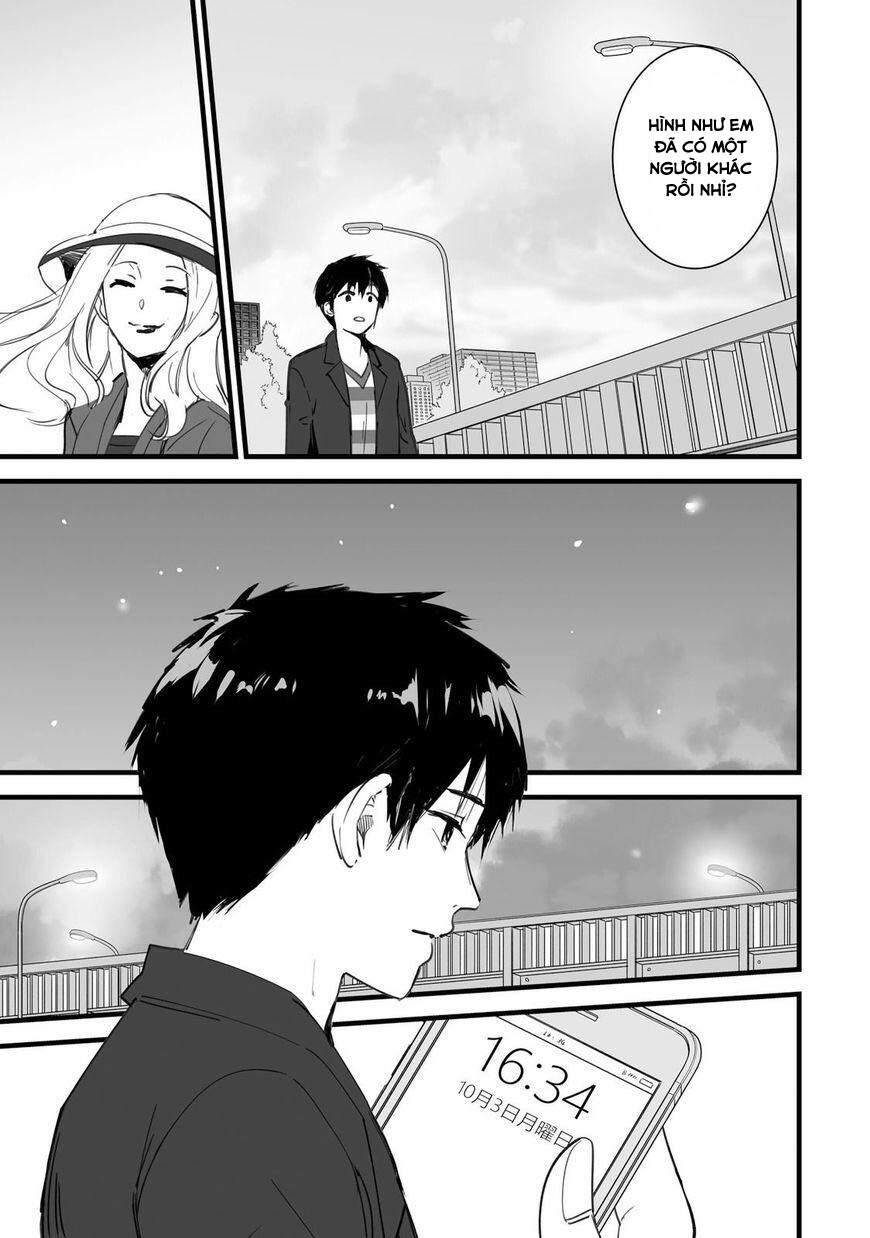 HÌNH NHƯ EM
ĐÃ CÓ MỘT
NGƯỜI KHÁC
RỒI NHỈ?
16:34
10月3日月曜日